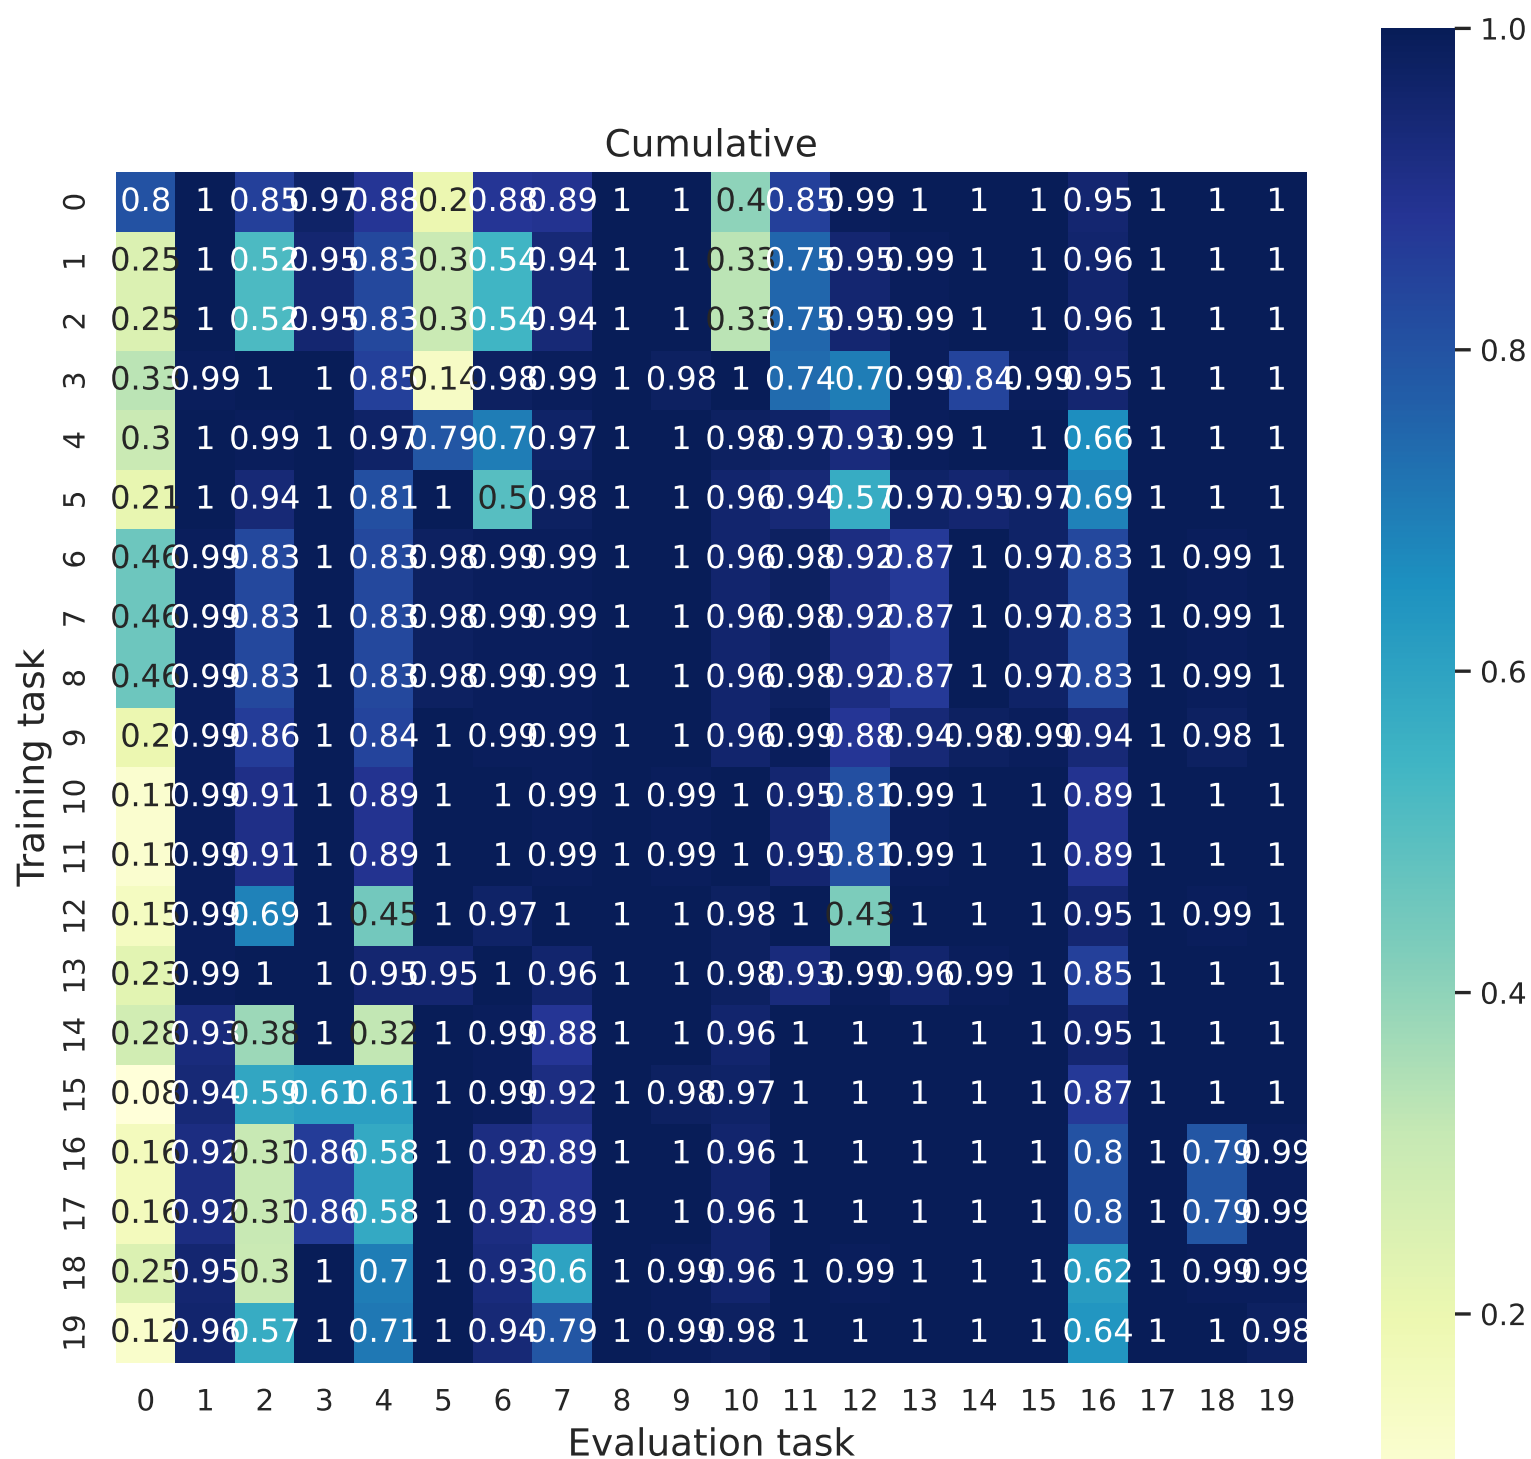 Cumulative
0 0.8 1 0.85 0.97 0.88 0.2 0.88 0.89 1 1 0.4 0.85 0.99 1 1 1 0.95 1 1 1
1 0.25 1 0.52 0.95 0.83 0.3 0.54 0.94 1 1 0.33 0.75 0.95 0.99 1 1 0.96 1 1 1
2 0.25 1 0.52 0.95 0.83 0.3 0.54 0.94 1 1 0.33 0.75 0.95 0.99 1 1 0.96 1 1 1
3 0.33 0.99 1 1 0.85 0.14 0.98 0.99 1 0.98 1 0.74 0.7 0.99 0.84 0.99 0.95 1 1 1
4 0.3 1 0.99 1 0.97 0.79 0.7 0.97 1 1 0.98 0.97 0.93 0.99 1 1 0.66 1 1 1
5 0.21 1 0.94 1 0.81 1 0.5 0.98 1 1 0.96 0.94 0.57 0.97 0.95 0.97 0.69 1 1 1
6 0.46 0.99 0.83 1 0.83 0.98 0.99 0.99 1 1 0.96 0.98 0.92 0.87 1 0.97 0.83 1 0.99 1
7 0.46 0.99 0.83 1 0.83 0.98 0.99 0.99 1 1 0.96 0.98 0.92 0.87 1 0.97 0.83 1 0.99 1
8 0.46 0.99 0.83 1 0.83 0.98 0.99 0.99 1 1 0.96 0.98 0.92 0.87 1 0.97 0.83 1 0.99 1
9 0.2 0.99 0.86 1 0.84 1 0.99 0.99 1 1 0.96 0.99 0.88 0.94 0.98 0.99 0.94 1 0.98 1
10 0.11 0.99 0.91 1 0.89 1 1 0.99 1 0.99 1 0.95 0.81 0.99 1 1 0.89 1 1 1
11 0.11 0.99 0.91 1 0.89 1 1 0.99 1 0.99 1 0.95 0.81 0.99 1 1 0.89 1 1 1
12 0.15 0.99 0.69 1 0.45 1 0.97 1 1 1 0.98 1 0.43 1 1 1 0.95 1 0.99 1
13 0.23 0.99 1 1 0.95 0.95 1 0.96 1 1 0.98 0.93 0.99 0.96 0.99 1 0.85 1 1 1
14 0.28 0.93 0.38 1 0.32 1 0.99 0.88 1 1 0.96 1 1 1 1 1 0.95 1 1 1
15 0.08 0.94 0.59 0.61 0.61 1 0.99 0.92 1 0.98 0.97 1 1 1 1 1 0.87 1 1 1
16 0.16 0.92 0.31 0.86 0.58 1 0.92 0.89 1 1 0.96 1 1 1 1 1 0.8 1 0.79 0.99
17 0.16 0.92 0.31 0.86 0.58 1 0.92 0.89 1 1 0.96 1 1 1 1 1 0.8 1 0.79 0.99
18 0.25 0.95 0.3 1 0.7 1 0.93 0.6 1 0.99 0.96 1 0.99 1 1 1 0.62 1 0.99 0.99
19 0.12 0.96 0.57 1 0.71 1 0.94 0.79 1 0.99 0.98 1 1 1 1 1 0.64 1 1 0.98
0 1 2 3 4 5 6 7 8 9 10 11 12 13 14 15 16 17 18 19
Evaluation task
Training task
1.0
0.8
0.6
0.4
0.2